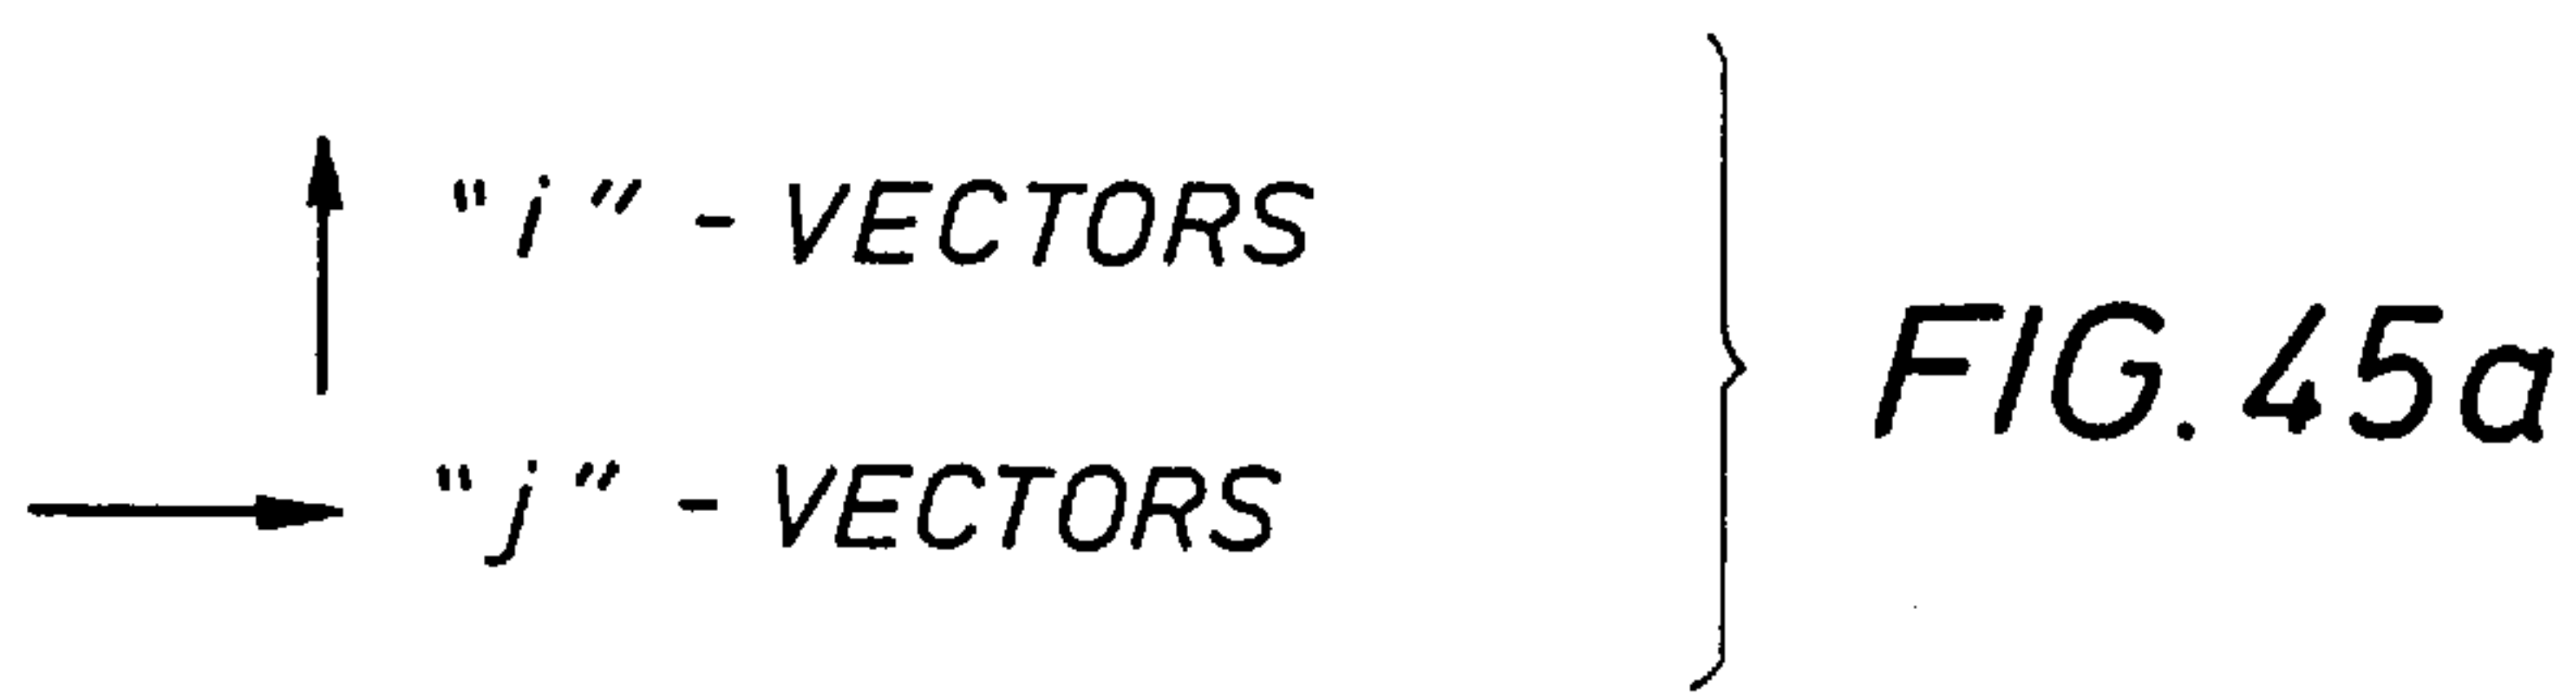 "i" - VECTORS
"j" - VECTORS
FIG. 45a